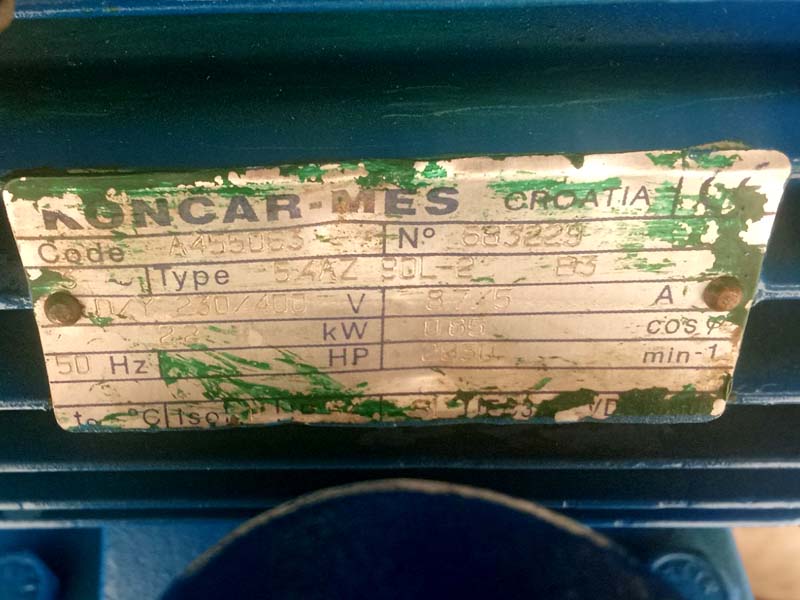 KONCAR-MES CROATIA
Code A455063 Nº 683229
3 ~ Type 5.4AZ 90L-2 B3
D/Y 230/400 V 8.7/5 A
2.2 kW 0.85 cos φ
50 Hz HP min-1
°C Isol